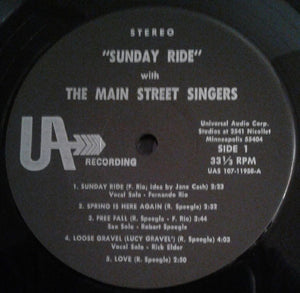 STEREO
"SUNDAY RIDE"
with
THE MAIN STREET SINGERS
UA
RECORDING
Universal Audio Corp.
Studios at 2541 Nicollet
Minneapolis 55404
SIDE 1
33⅓ RPM
UAS 107-11958-A
1. SUNDAY RIDE (F. Rio; Idea by Jane Cash) 2:23
Vocal Solo - Fernando Rio
2. SPRING IS HERE AGAIN (R. Speegle) 2:32
3. FREE FALL (R. Speegle - F. Rio) 3:44
Sax Solo - Robert Speegle
4. LOOSE GRAVEL (LUCY GRAVEL') (R. Speegle) 4:03
Vocal Solo - Rick Elder
5. LOVE (R. Speegle) 2:50